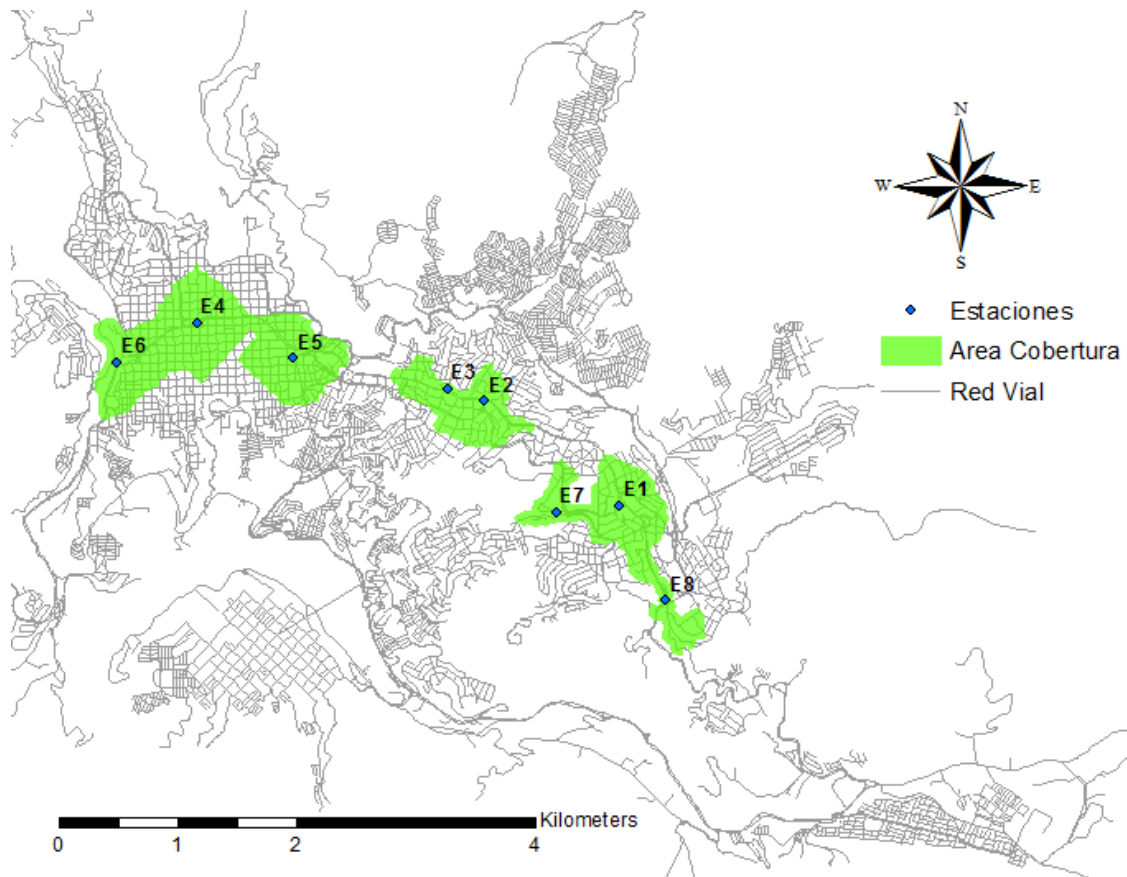 N
W E
S
Estaciones
Area Cobertura
Red Vial
E4
E6
E5
E3
E2
E7
E1
E8
Kilometers
0 1 2 4